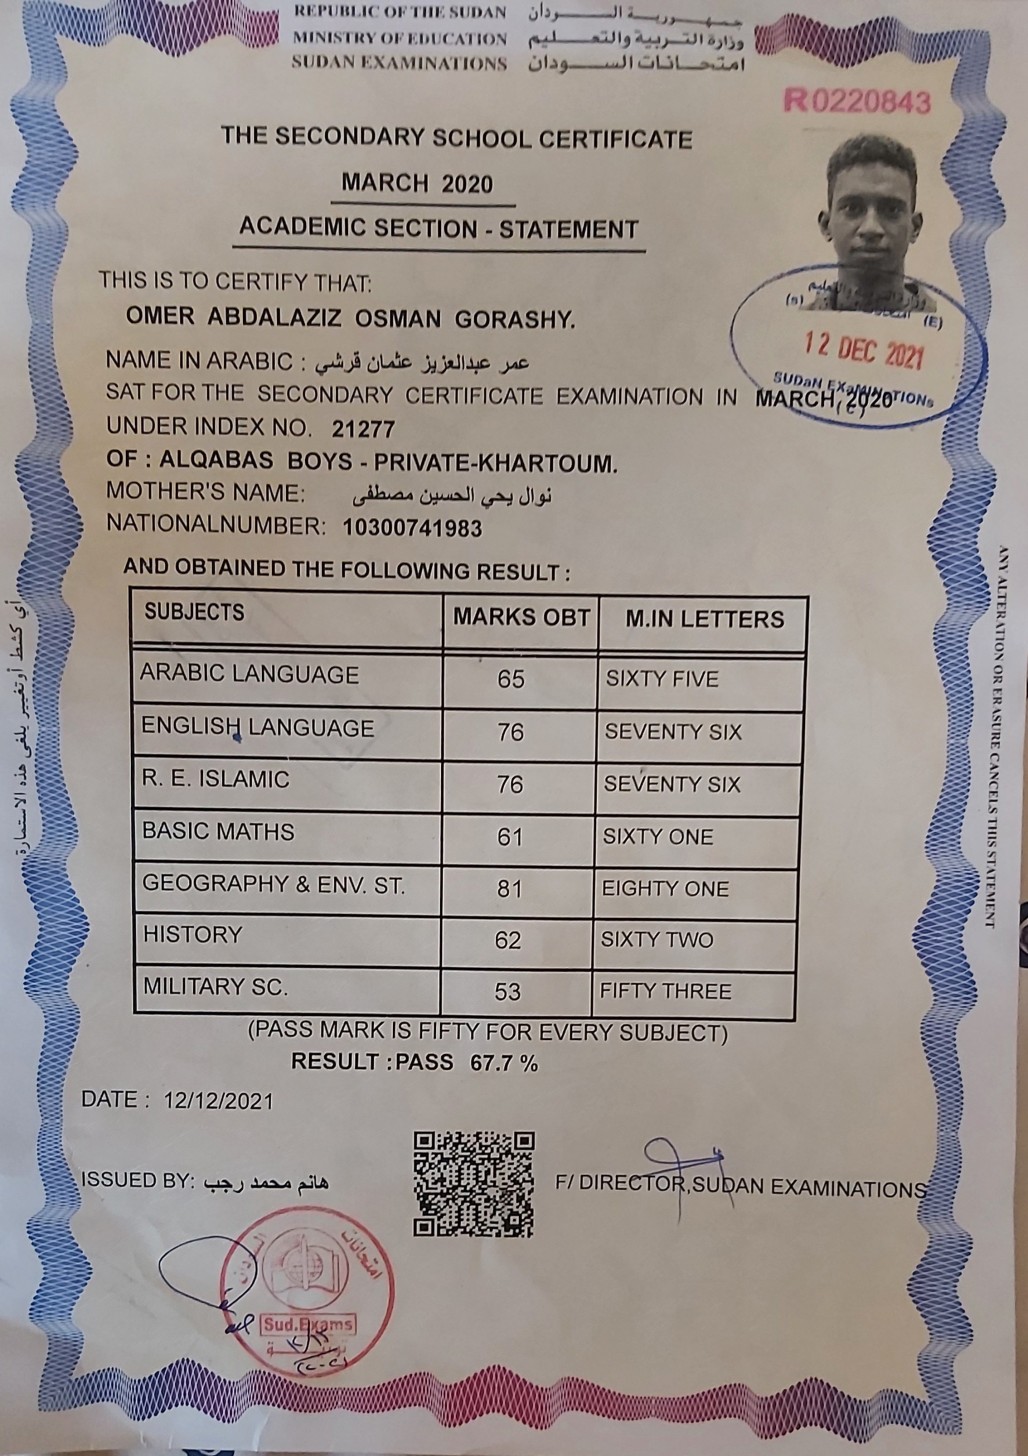 REPUBLIC OF THE SUDAN
جمهورية السودان
MINISTRY OF EDUCATION
وزارة التربية والتعليم
SUDAN EXAMINATIONS
امتحانات السودان
R0220843
THE SECONDARY SCHOOL CERTIFICATE
MARCH 2020
ACADEMIC SECTION - STATEMENT
THIS IS TO CERTIFY THAT:
OMER ABDALAZIZ OSMAN GORASHY.
(s) (E)
12 DEC 2021
SUDaN EXaMINaTIONs
(c)
NAME IN ARABIC : عمر عبدالعزيز عثمان قرشي
SAT FOR THE SECONDARY CERTIFICATE EXAMINATION IN MARCH, 2020
UNDER INDEX NO. 21277
OF : ALQABAS BOYS - PRIVATE-KHARTOUM.
MOTHER'S NAME: نوال يحي الحسين مصطفى
NATIONALNUMBER: 10300741983
AND OBTAINED THE FOLLOWING RESULT :
SUBJECTS MARKS OBT M.IN LETTERS
ARABIC LANGUAGE 65 SIXTY FIVE
ENGLISH LANGUAGE 76 SEVENTY SIX
R. E. ISLAMIC 76 SEVENTY SIX
BASIC MATHS 61 SIXTY ONE
GEOGRAPHY & ENV. ST. 81 EIGHTY ONE
HISTORY 62 SIXTY TWO
MILITARY SC. 53 FIFTY THREE
(PASS MARK IS FIFTY FOR EVERY SUBJECT)
RESULT :PASS 67.7 %
DATE : 12/12/2021
ISSUED BY: هانم محمد رجب
F/ DIRECTOR,SUDAN EXAMINATIONS
امتحانات السودان
Sud.Exams
أي كشط أو تغيير يلغى هذه الاستمارة
ANY ALTERATION OR ERASURE CANCELS THIS STATEMENT